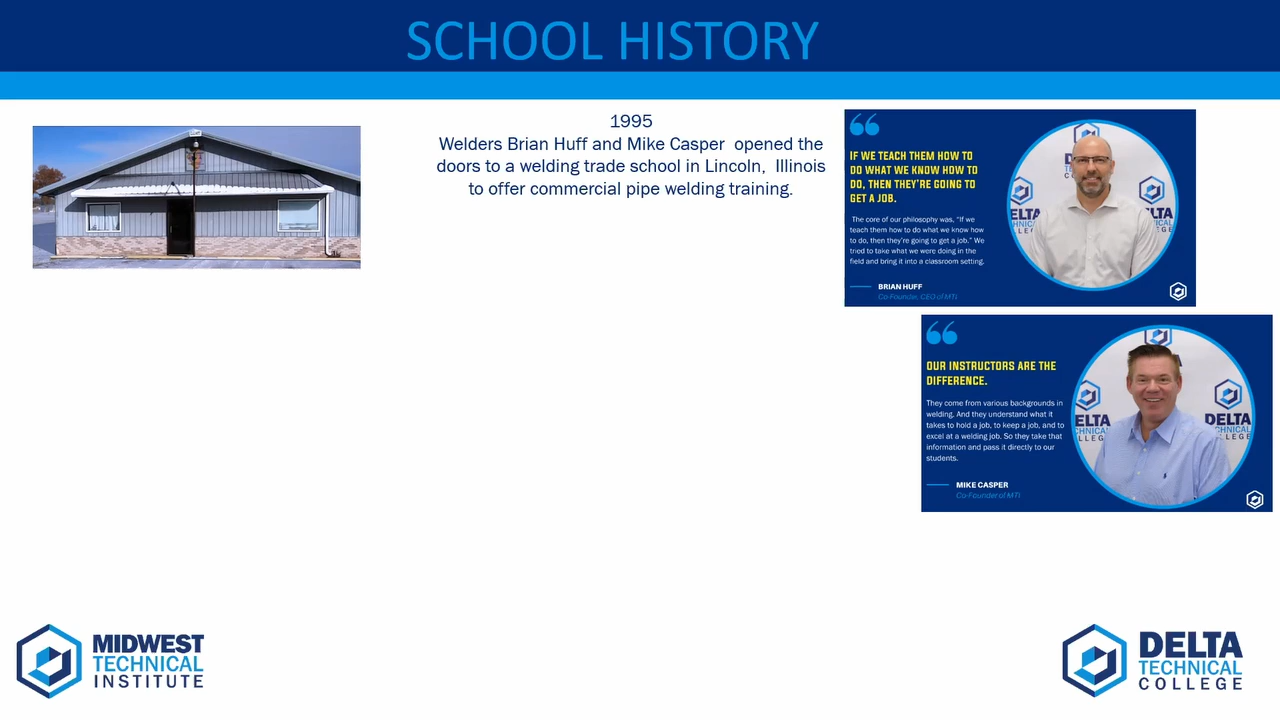 SCHOOL HISTORY
1995
Welders Brian Huff and Mike Casper opened the
doors to a welding trade school in Lincoln, Illinois
to offer commercial pipe welding training.
IF WE TEACH THEM HOW TO
DO WHAT WE KNOW HOW TO
DO, THEN THEY'RE GOING TO
GET A JOB.
The core of our philosophy was, "If we
teach them how to do what we know how
to do, then they're going to get a job." We
tried to take what we were doing in the
field and bring it into a classroom setting.
BRIAN HUFF
Co-Founder, CEO of MTI
OUR INSTRUCTORS ARE THE
DIFFERENCE.
They come from various backgrounds in
welding. And they understand what it
takes to hold a job, to keep a job, and to
excel at a welding job. So they take that
information and pass it directly to our
students.
MIKE CASPER
Co-Founder of MTI
MIDWEST
TECHNICAL
INSTITUTE
DELTA
TECHNICAL
COLLEGE